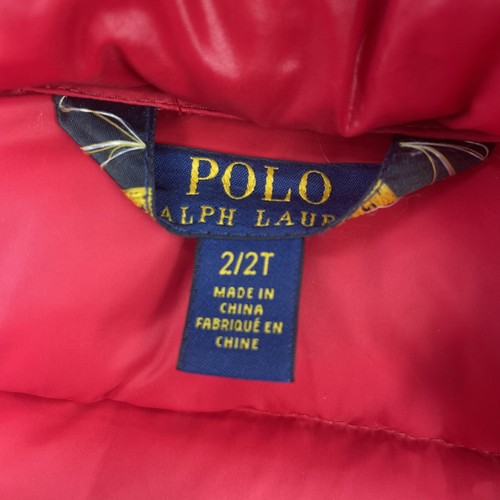 POLO
ALPH LAUR
2/2T
MADE IN
CHINA
FABRIQUÉ EN
CHINE